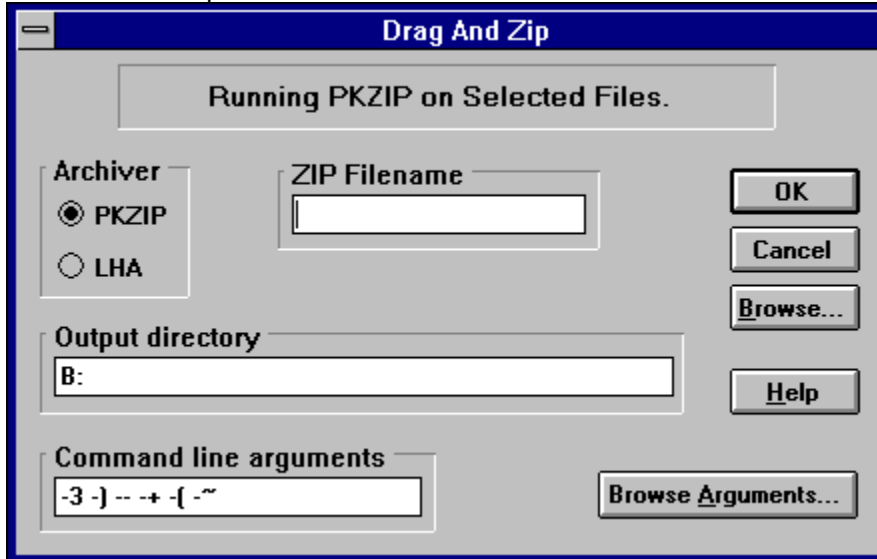 Drag And Zip
Running PKZIP on Selected Files.
Archiver
PKZIP
LHA
ZIP Filename
OK
Cancel
Browse...
Output directory
B:
Help
Command line arguments
-3 -) -- -+ -( -~
Browse Arguments...